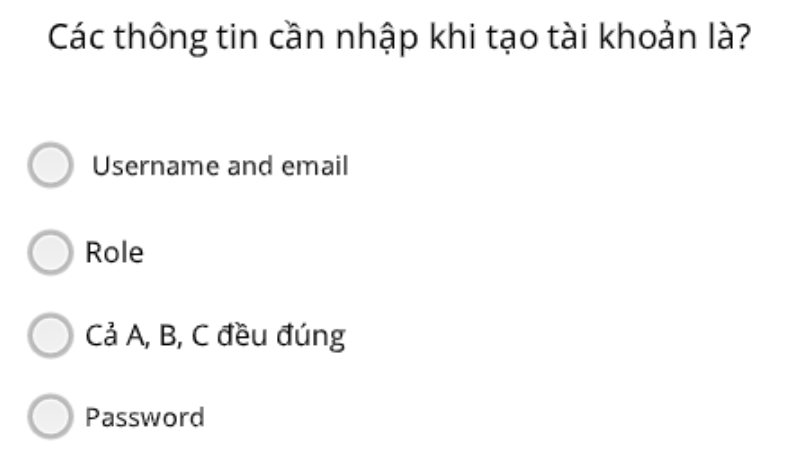 Các thông tin cần nhập khi tạo tài khoản là?
Username and email
Role
Cả A, B, C đều đúng
Password